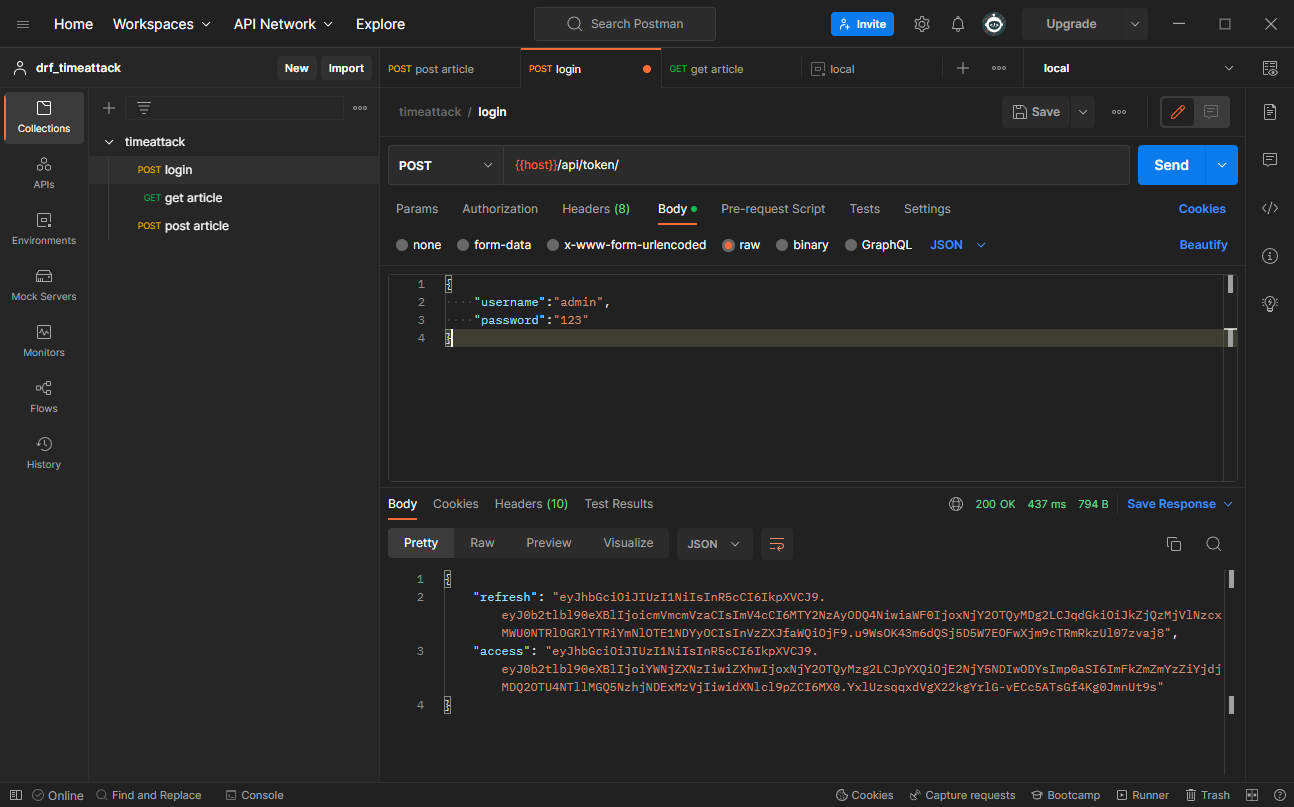 Home Workspaces API Network Explore Search Postman Invite Upgrade
drf_timeattack New Import POST post article POST login GET get article local local
Collections
APIs
Environments
Mock Servers
Monitors
Flows
History
timeattack
POST login
GET get article
POST post article
timeattack / login Save
POST {{host}}/api/token/ Send
Params Authorization Headers (8) Body Pre-request Script Tests Settings Cookies
none form-data x-www-form-urlencoded raw binary GraphQL JSON Beautify
1 {
2 "username":"admin",
3 "password":"123"
4 }
Body Cookies Headers (10) Test Results 200 OK 437 ms 794 B Save Response
Pretty Raw Preview Visualize JSON
1 {
2 "refresh": "eyJhbGciOiJIUzI1NiIsInR5cCI6IkpXVCJ9.
eyJ0b2tlbl90eXBlIjoicmVmcmVzaCIsImV4cCI6MTY2NzAyODQ4NiwiaWF0IjoxNjY2OTQyMDg2LCJqdGkiOiJkZjQzMjVlNzcx
MWU0NTRlOGRlYTRiYmNlOTE1NDYyOCIsInVzZXJfaWQiOjF9.u9WsOK43m6dQSj5D5W7EOFwXjm9cTRmRkzUl07zvaj8",
3 "access": "eyJhbGciOiJIUzI1NiIsInR5cCI6IkpXVCJ9.
eyJ0b2tlbl90eXBlIjoiYWNjZXNzIiwiZXhwIjoxNjY2OTQyMzg2LCJpYXQiOjE2NjY5NDIwODYsImp0aSI6ImFkZmZmYzZiYjdj
MDQ2OTU4NTllMGQ5NzhjNDExMzVjIiwidXNlcl9pZCI6MX0.YxlUzsqqxdVgX22kgYrlG-vECc5ATsGf4Kg0JmnUt9s"
4 }
Online Find and Replace Console Cookies Capture requests Bootcamp Runner Trash